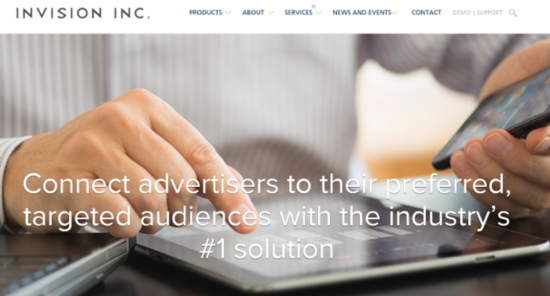 INVISION INC.
PRODUCTS ABOUT SERVICES NEWS AND EVENTS CONTACT DEMO | SUPPORT
Connect advertisers to their preferred,
targeted audiences with the industry's
#1 solution